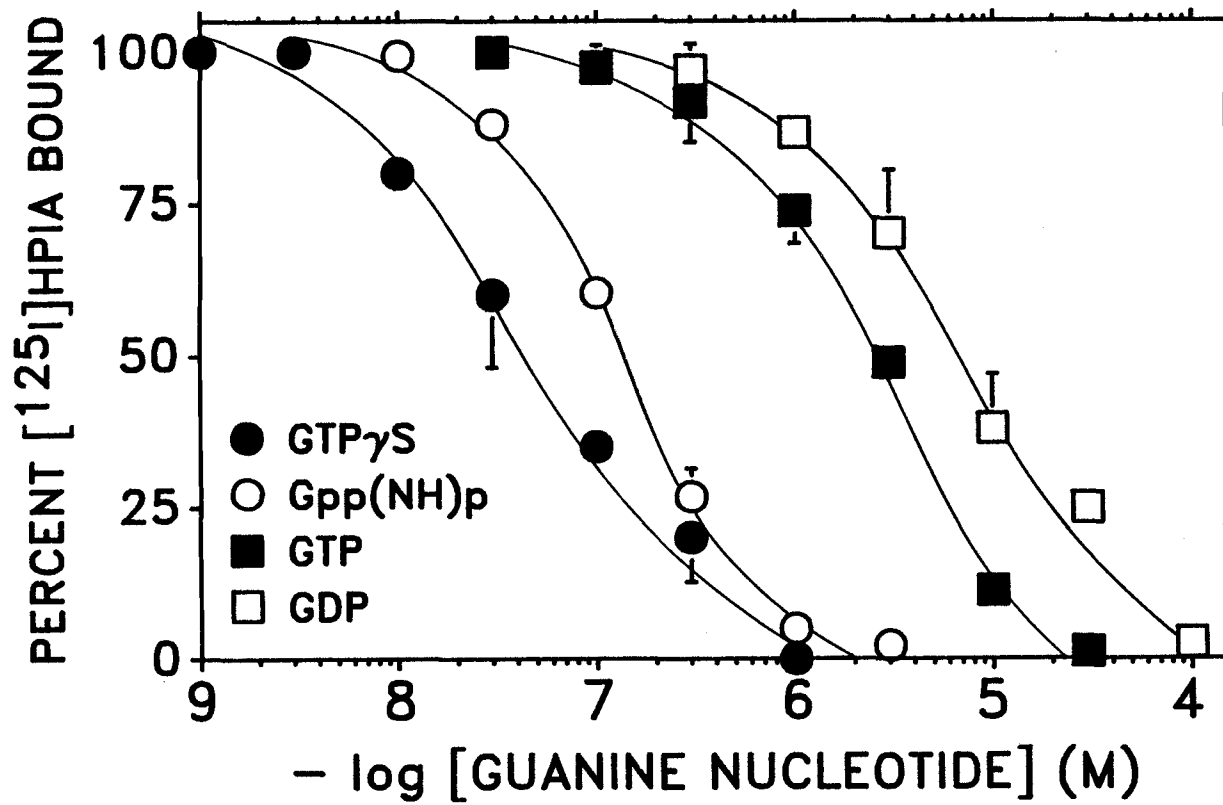 PERCENT [125I]HPIA BOUND
100
75
50
25
0
GTPγS
Gpp(NH)p
GTP
GDP
9 8 7 6 5 4
− log [GUANINE NUCLEOTIDE] (M)